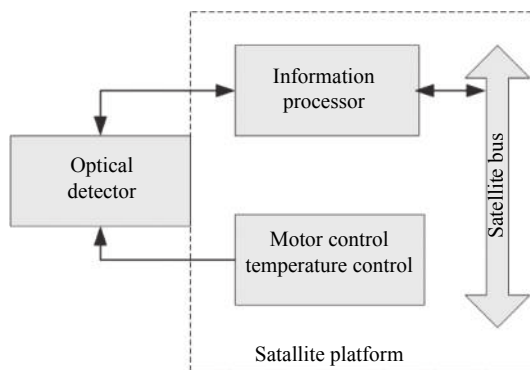 Information
processor
Optical
detector
Satellite bus
Motor control
temperature control
Satallite platform